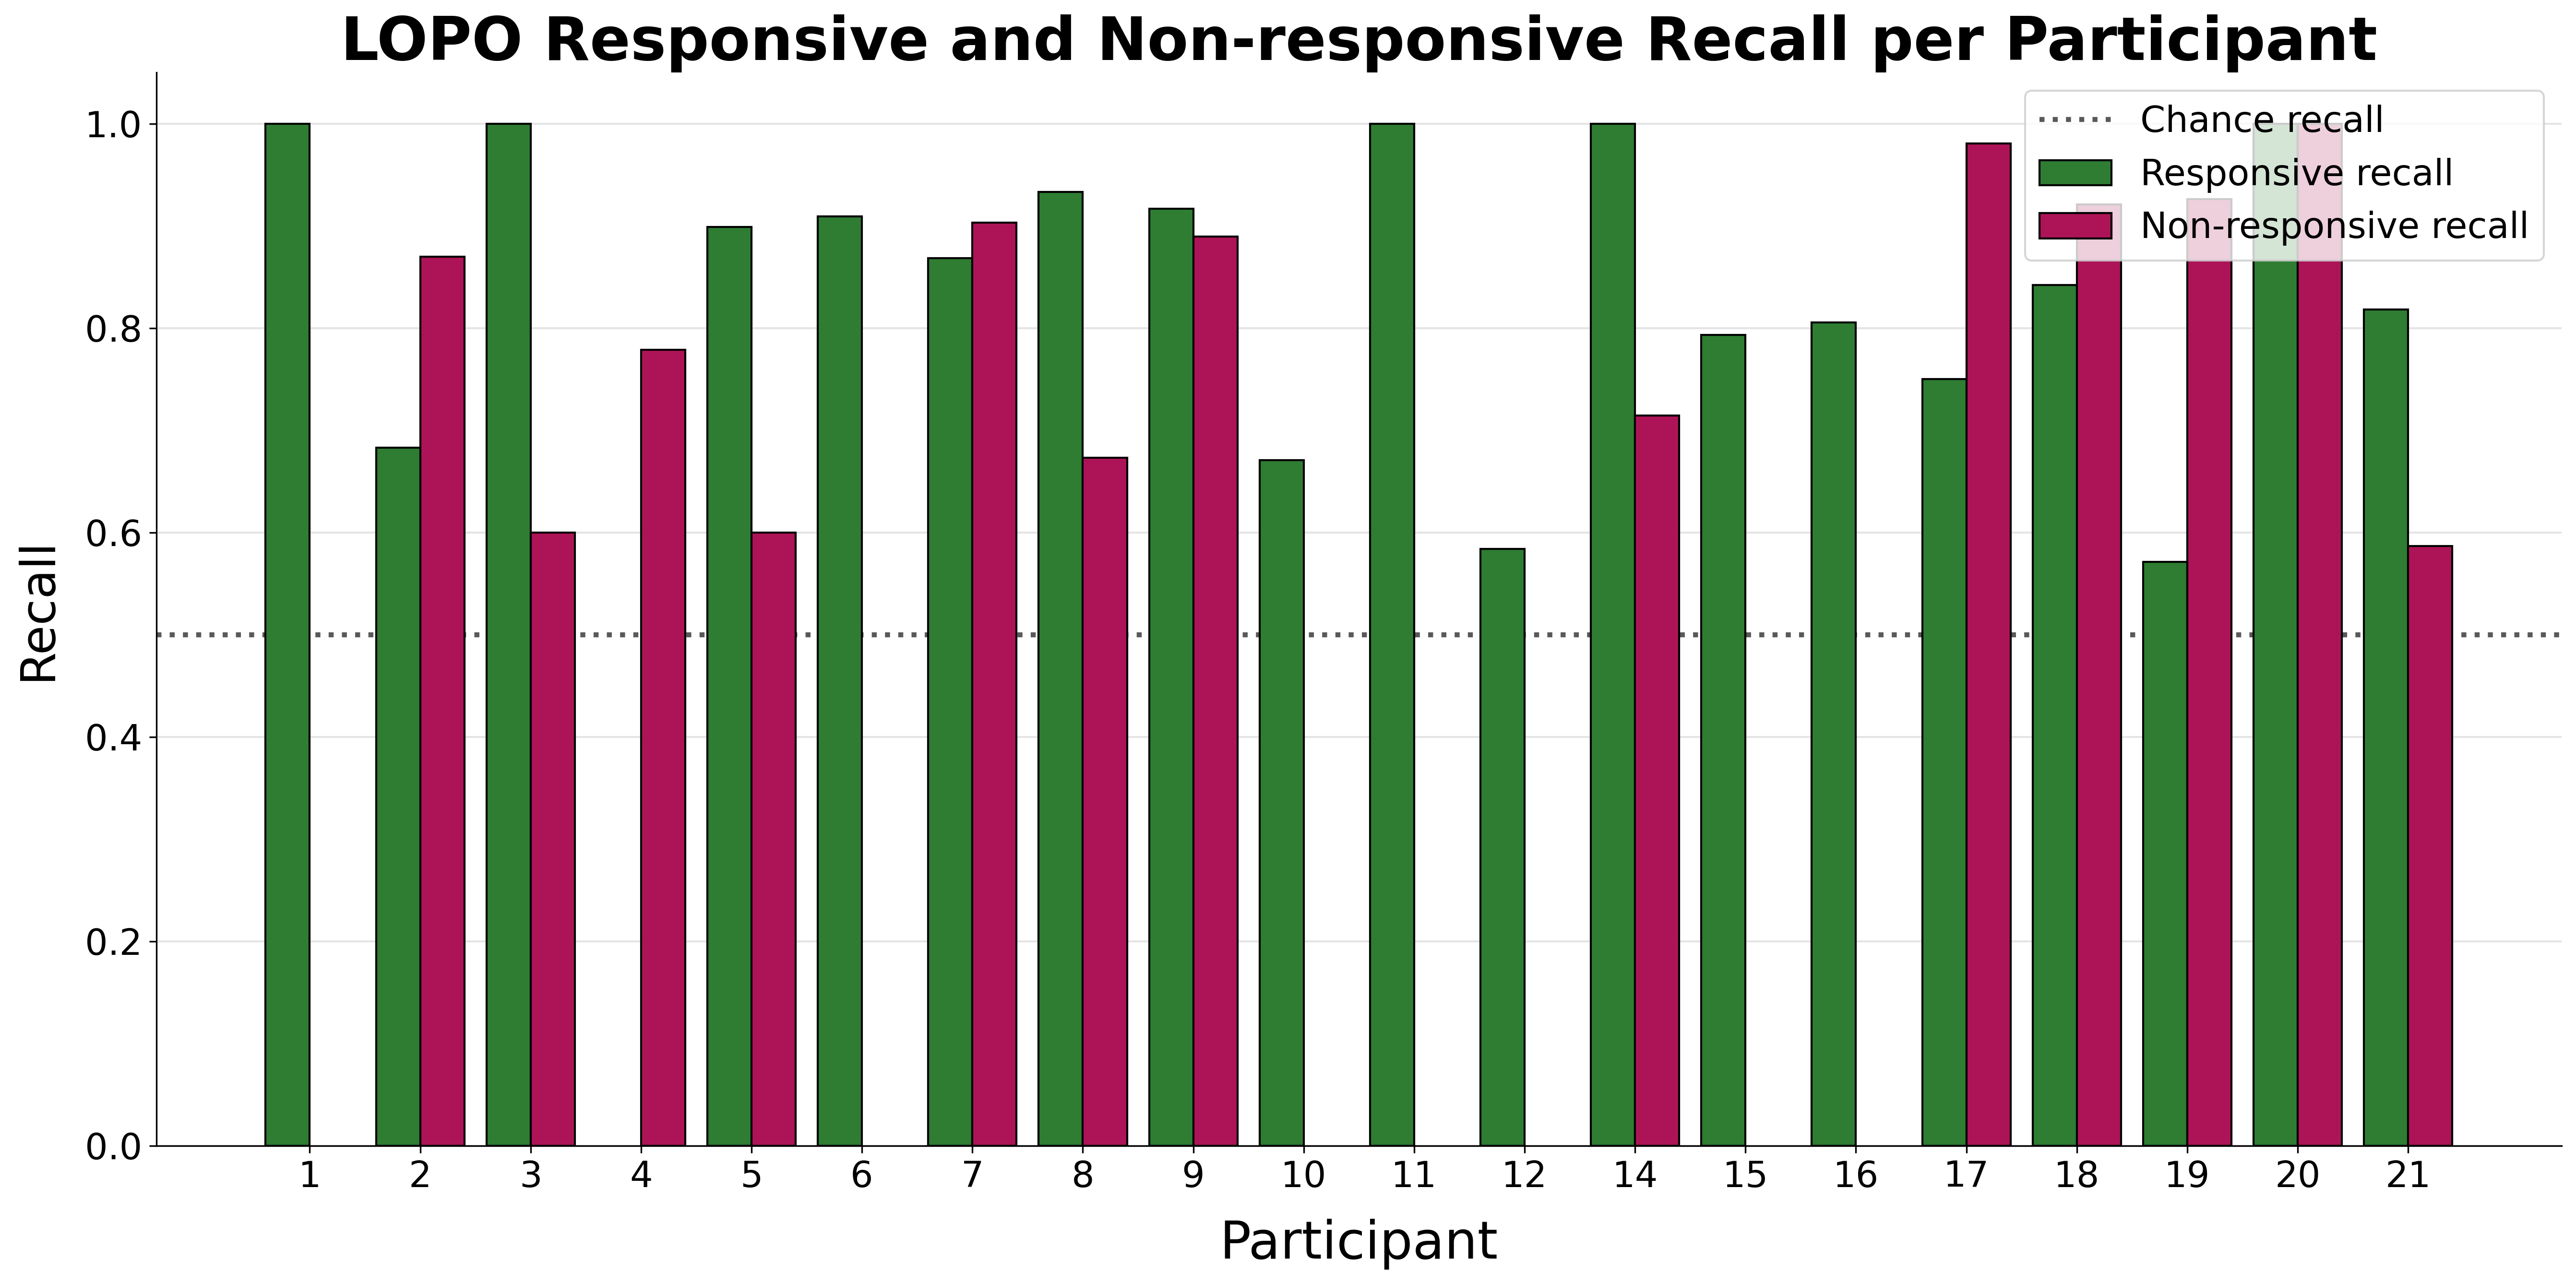 LOPO Responsive and Non-responsive Recall per Participant
Chance recall
Responsive recall
Non-responsive recall
1.0
0.8
0.6
0.4
0.2
0.0
Recall
1 2 3 4 5 6 7 8 9 10 11 12 14 15 16 17 18 19 20 21
Participant